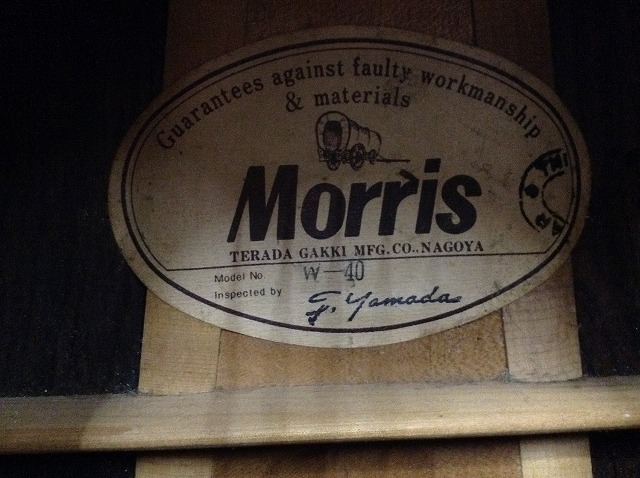 Guarantees against faulty workmanship
& materials
Morris
TERADA GAKKI MFG.CO., NAGOYA
Model No. W-40
Inspected by J. Yamada